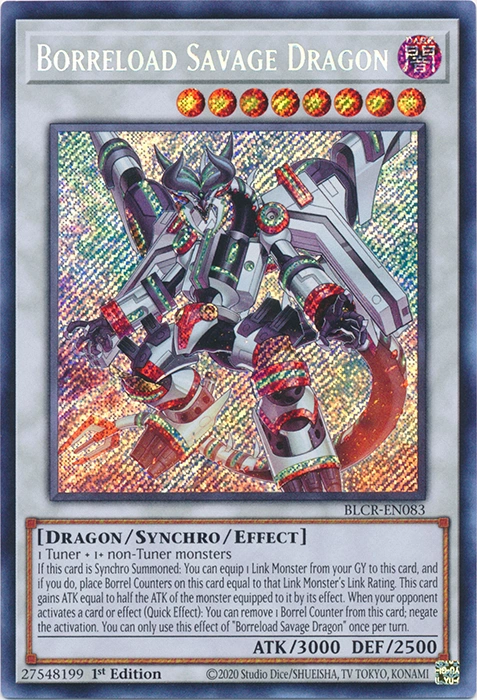 BORRELOAD SAVAGE DRAGON
DARK
闇
BLCR-EN083
[DRAGON/SYNCHRO/EFFECT]
1 Tuner + 1+ non-Tuner monsters
If this card is Synchro Summoned: You can equip 1 Link Monster from your GY to this card, and
if you do, place Borrel Counters on this card equal to that Link Monster's Link Rating. This card
gains ATK equal to half the ATK of the monster equipped to it by its effect. When your opponent
activates a card or effect (Quick Effect): You can remove 1 Borrel Counter from this card; negate
the activation. You can only use this effect of "Borreload Savage Dragon" once per turn.
ATK/3000 DEF/2500
27548199 1st Edition ©2020 Studio Dice/SHUEISHA, TV TOKYO, KONAMI